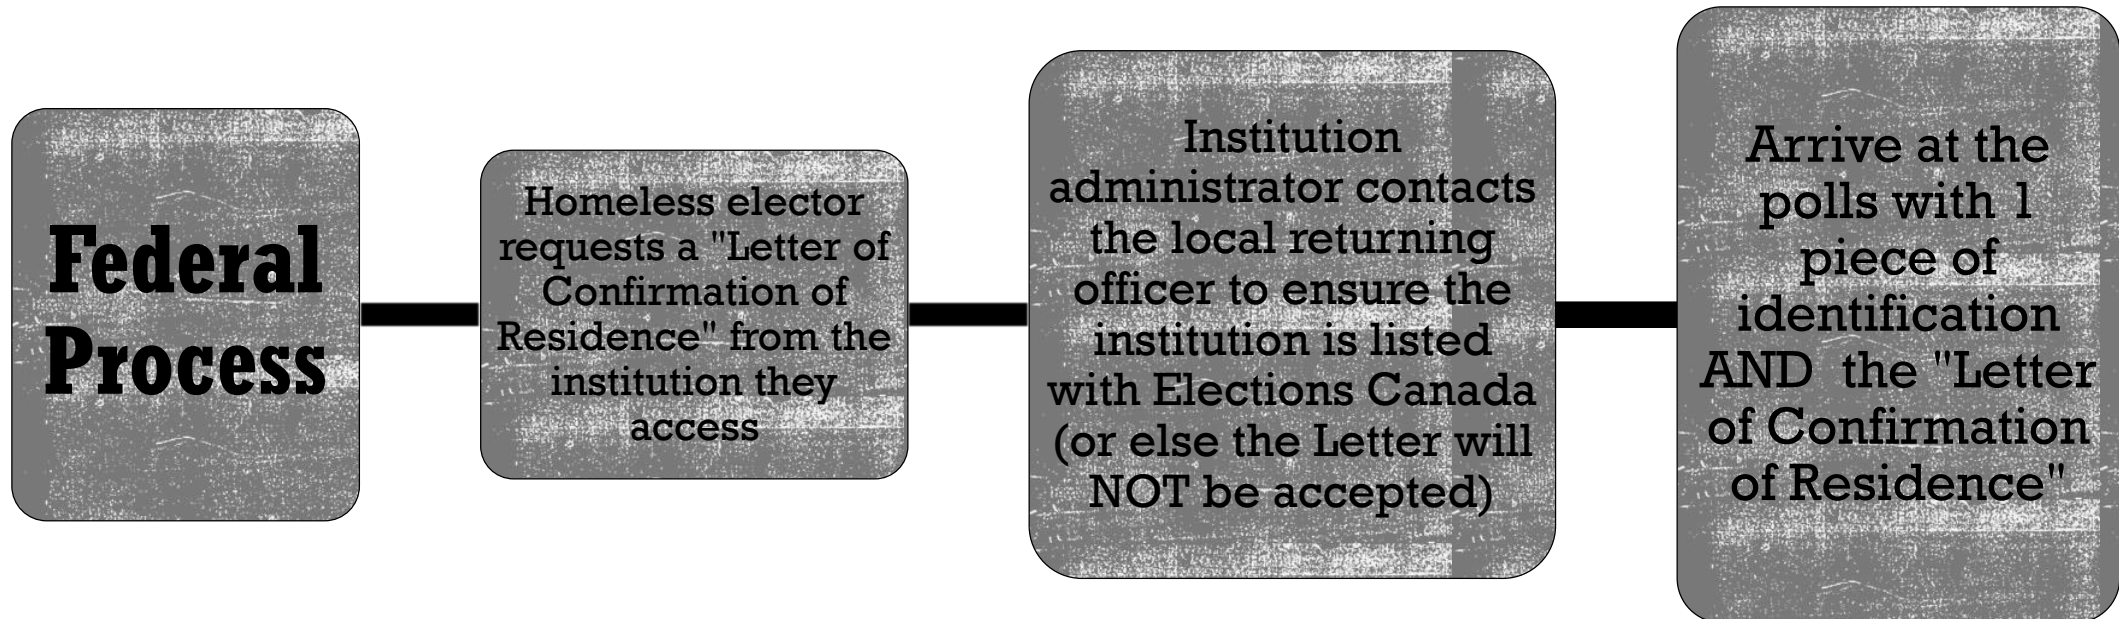 Federal
Process
Homeless elector
requests a "Letter of
Confirmation of
Residence" from the
institution they
access
Institution
administrator contacts
the local returning
officer to ensure the
institution is listed
with Elections Canada
(or else the Letter will
NOT be accepted)
Arrive at the
polls with 1
piece of
identification
AND  the "Letter
of Confirmation
of Residence"